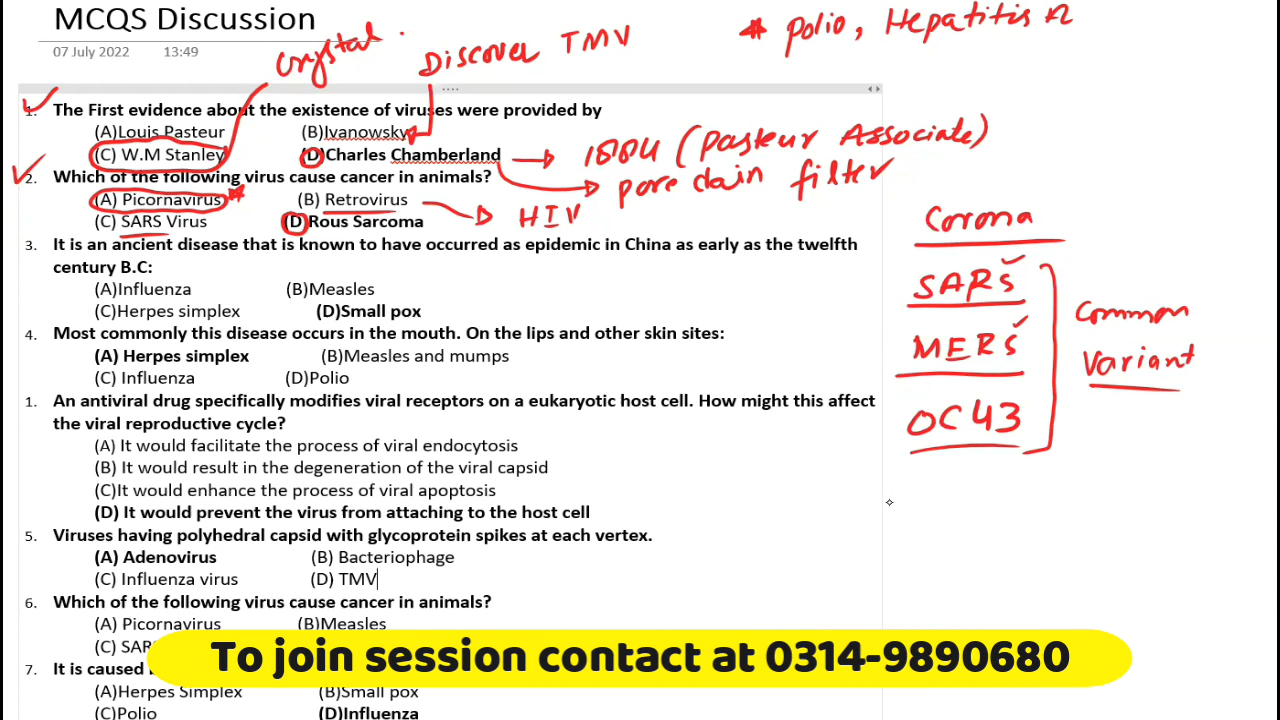 MCQS Discussion
07 July 2022 13:49
crystal.
Discover TMV
* Polio, Hepatitis A
1. The First evidence about the existence of viruses were provided by
(A)Louis Pasteur (B)Ivanowsky
(C) W.M Stanley (D)Charles Chamberland
1884 (Pasteur Associate)
porcelain filter
2. Which of the following virus cause cancer in animals?
(A) Picornavirus * (B) Retrovirus
HIV
(C) SARS Virus (D) Rous Sarcoma
3. It is an ancient disease that is known to have occurred as epidemic in China as early as the twelfth
century B.C:
(A)Influenza (B)Measles
(C)Herpes simplex (D)Small pox
4. Most commonly this disease occurs in the mouth. On the lips and other skin sites:
(A) Herpes simplex (B)Measles and mumps
(C) Influenza (D)Polio
1. An antiviral drug specifically modifies viral receptors on a eukaryotic host cell. How might this affect
the viral reproductive cycle?
(A) It would facilitate the process of viral endocytosis
(B) It would result in the degeneration of the viral capsid
(C)It would enhance the process of viral apoptosis
(D) It would prevent the virus from attaching to the host cell
5. Viruses having polyhedral capsid with glycoprotein spikes at each vertex.
(A) Adenovirus (B) Bacteriophage
(C) Influenza virus (D) TMV
6. Which of the following virus cause cancer in animals?
(A) Picornavirus (B)Measles
(C) SAR
7. It is caused
(A)Herpes Simplex (B)Small pox
(C)Polio (D)Influenza
Corona
SARS
MERS
OC43
Common
Variant
To join session contact at 0314-9890680